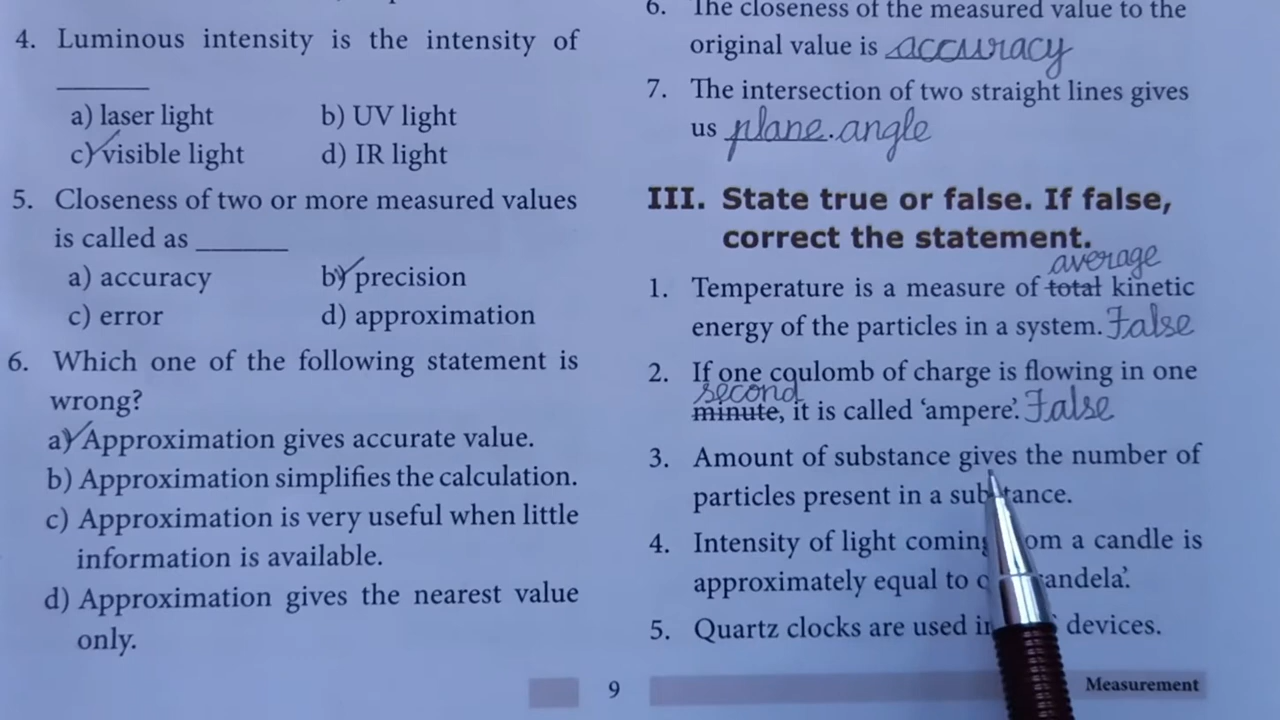 4. Luminous intensity is the intensity of
______
a) laser light b) UV light
c) visible light d) IR light
5. Closeness of two or more measured values
is called as ______
a) accuracy b) precision
c) error d) approximation
6. Which one of the following statement is
wrong?
a) Approximation gives accurate value.
b) Approximation simplifies the calculation.
c) Approximation is very useful when little
information is available.
d) Approximation gives the nearest value
only.
6. The closeness of the measured value to the
original value is accuracy
7. The intersection of two straight lines gives
us plane angle
III. State true or false. If false,
correct the statement.
average
1. Temperature is a measure of total kinetic
energy of the particles in a system. False
2. If one coulomb of charge is flowing in one
second
minute, it is called ‘ampere’. False
3. Amount of substance gives the number of
particles present in a substance.
4. Intensity of light coming from a candle is
approximately equal to candela’.
5. Quartz clocks are used in devices.
9 Measurement